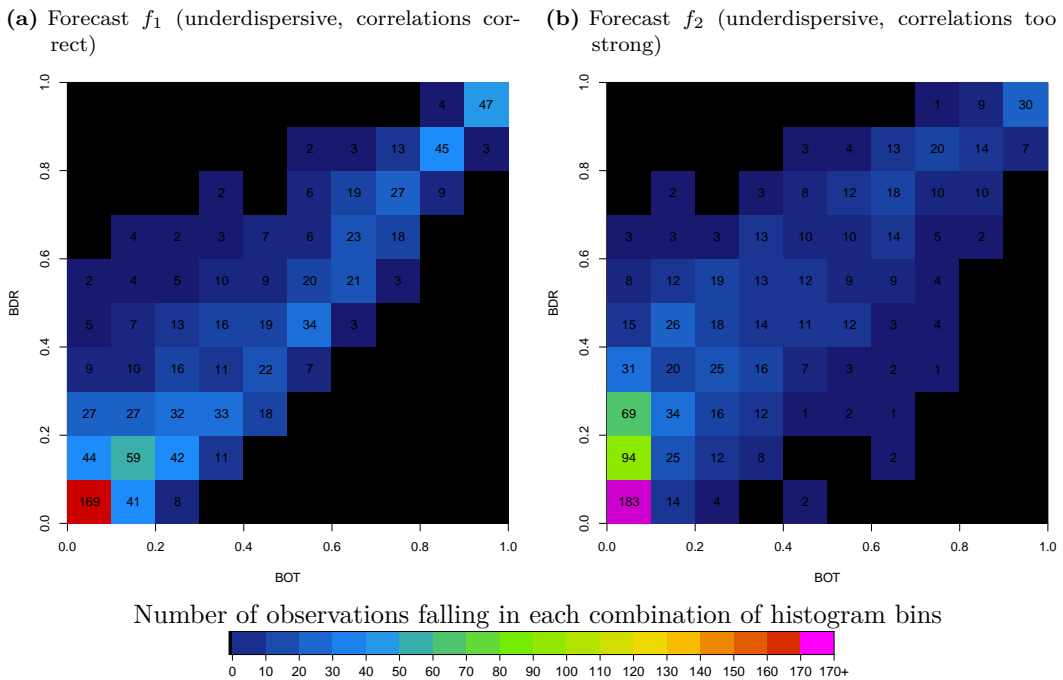 (a) Forecast f₁ (underdispersive, correlations cor-
rect)
(b) Forecast f₂ (underdispersive, correlations too
strong)
1.0 4 47
2 3 13 45 3
0.8
2 6 19 27 9
4 2 3 7 6 23 18
0.6
2 4 5 10 9 20 21 3
BDR
5 7 13 16 19 34 3
0.4
9 10 16 11 22 7
27 27 32 33 18
0.2
44 59 42 11
169 41 8
0.0
0.0 0.2 0.4 0.6 0.8 1.0
BOT
1.0 1 9 30
3 4 13 20 14 7
0.8
2 3 8 12 18 10 10
3 3 3 13 10 10 14 5 2
0.6
8 12 19 13 12 9 9 4
BDR
15 26 18 14 11 12 3 4
0.4
31 20 25 16 7 3 2 1
69 34 16 12 1 2 1
0.2
94 25 12 8 2
183 14 4 2
0.0
0.0 0.2 0.4 0.6 0.8 1.0
BOT
Number of observations falling in each combination of histogram bins
0 10 20 30 40 50 60 70 80 90 100 110 120 130 140 150 160 170 170+